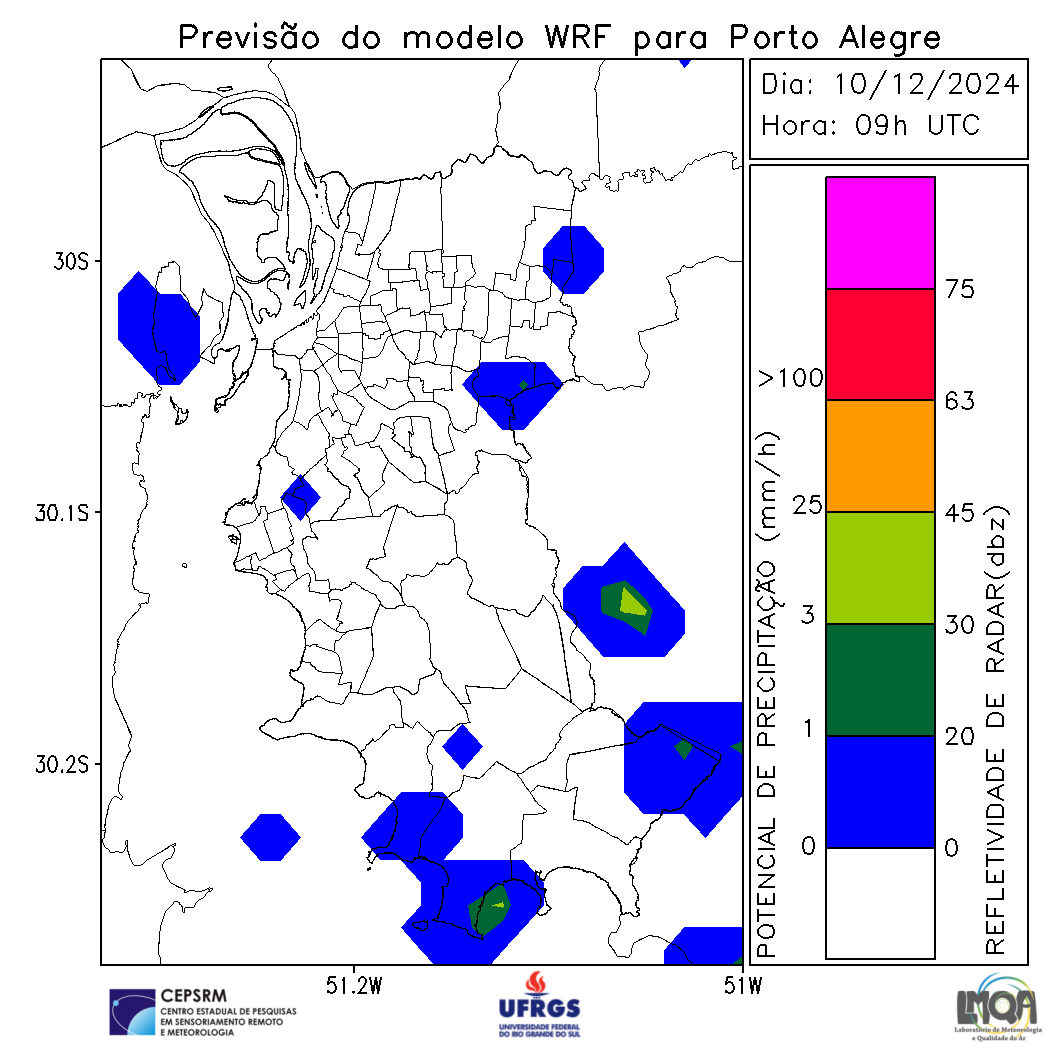 Previsão do modelo WRF para Porto Alegre
Dia: 10/12/2024
Hora: 09h UTC
30S
30.1S
30.2S
51.2W
51W
POTENCIAL DE PRECIPITAÇÃO (mm/h)
>100
25
3
1
0
75
63
45
30
20
0
REFLETIVIDADE DE RADAR(dbz)
CEPSRM
CENTRO ESTADUAL DE PESQUISAS
EM SENSORIAMENTO REMOTO
E METEOROLOGIA
UFRGS
UNIVERSIDADE FEDERAL
DO RIO GRANDE DO SUL
LMQA
Laboratório de Meteorologia
e Qualidade do Ar